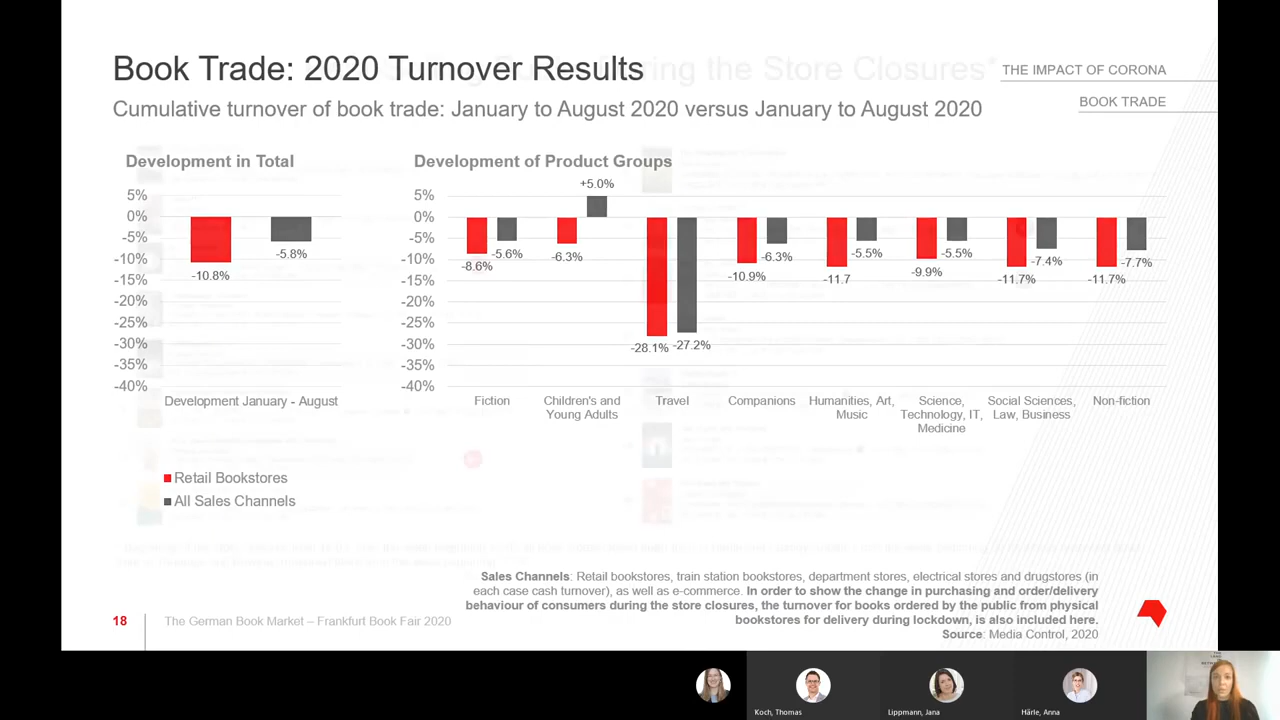 Book Trade: 2020 Turnover Results
ring the Store Closures*
THE IMPACT OF CORONA
Cumulative turnover of book trade: January to August 2020 versus January to August 2020
BOOK TRADE
Development in Total
5%
0%
-5%
-10%
-15%
-20%
-25%
-30%
-35%
-40%
-10.8%
-5.8%
Development January - August
Development of Product Groups
5%
0%
-5%
-10%
-15%
-20%
-25%
-30%
-35%
-40%
-8.6%
-5.6%
-6.3%
+5.0%
-28.1%
-27.2%
-10.9%
-6.3%
-11.7
-5.5%
-9.9%
-5.5%
-11.7%
-7.4%
-11.7%
-7.7%
Fiction
Children's and
Young Adults
Travel
Companions
Humanities, Art,
Music
Science,
Technology, IT,
Medicine
Social Sciences,
Law, Business
Non-fiction
Retail Bookstores
All Sales Channels
Sales Channels: Retail bookstores, train station bookstores, department stores, electrical stores and drugstores (in
each case cash turnover), as well as e-commerce. In order to show the change in purchasing and order/delivery
behaviour of consumers during the store closures, the turnover for books ordered by the public from physical
bookstores for delivery during lockdown, is also included here.
Source: Media Control, 2020
18
The German Book Market – Frankfurt Book Fair 2020
Koch, Thomas
Lippmann, Jana
Härle, Anna